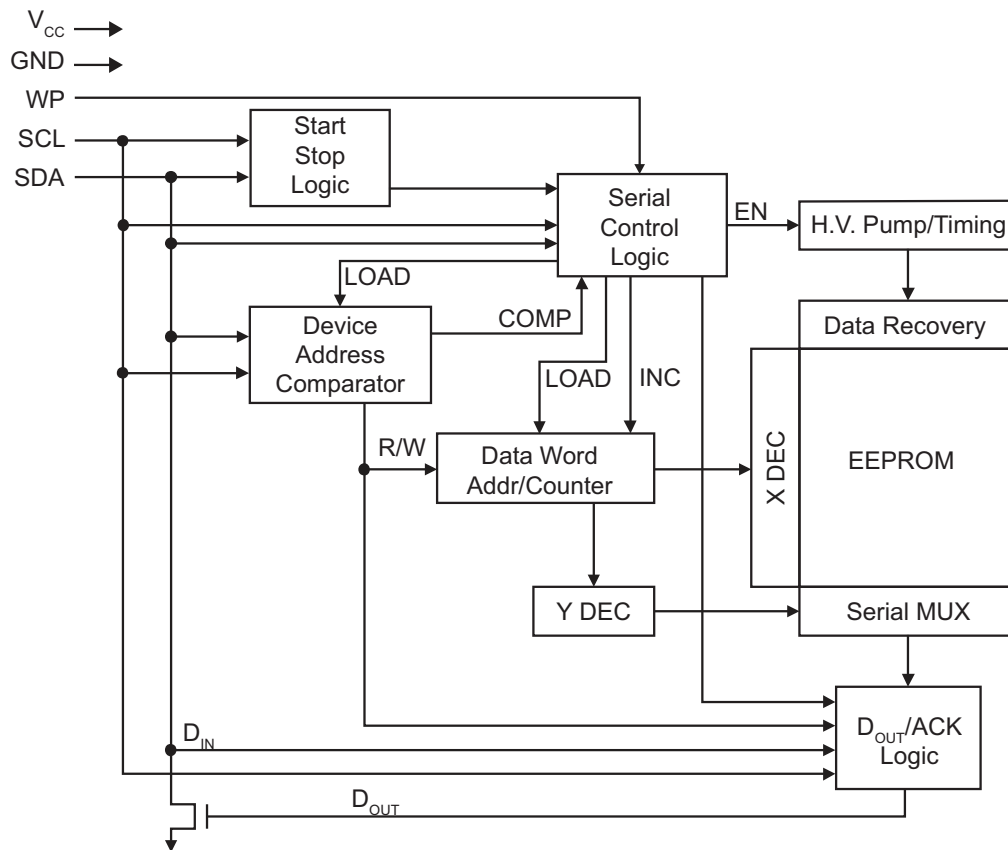 VCC
GND
WP
SCL
SDA
Start
Stop
Logic
Serial
Control
Logic
EN
H.V. Pump/Timing
LOAD
COMP
Device
Address
Comparator
LOAD
INC
Data Recovery
R/W
Data Word
Addr/Counter
X DEC
EEPROM
Y DEC
Serial MUX
DIN
DOUT/ACK
Logic
DOUT